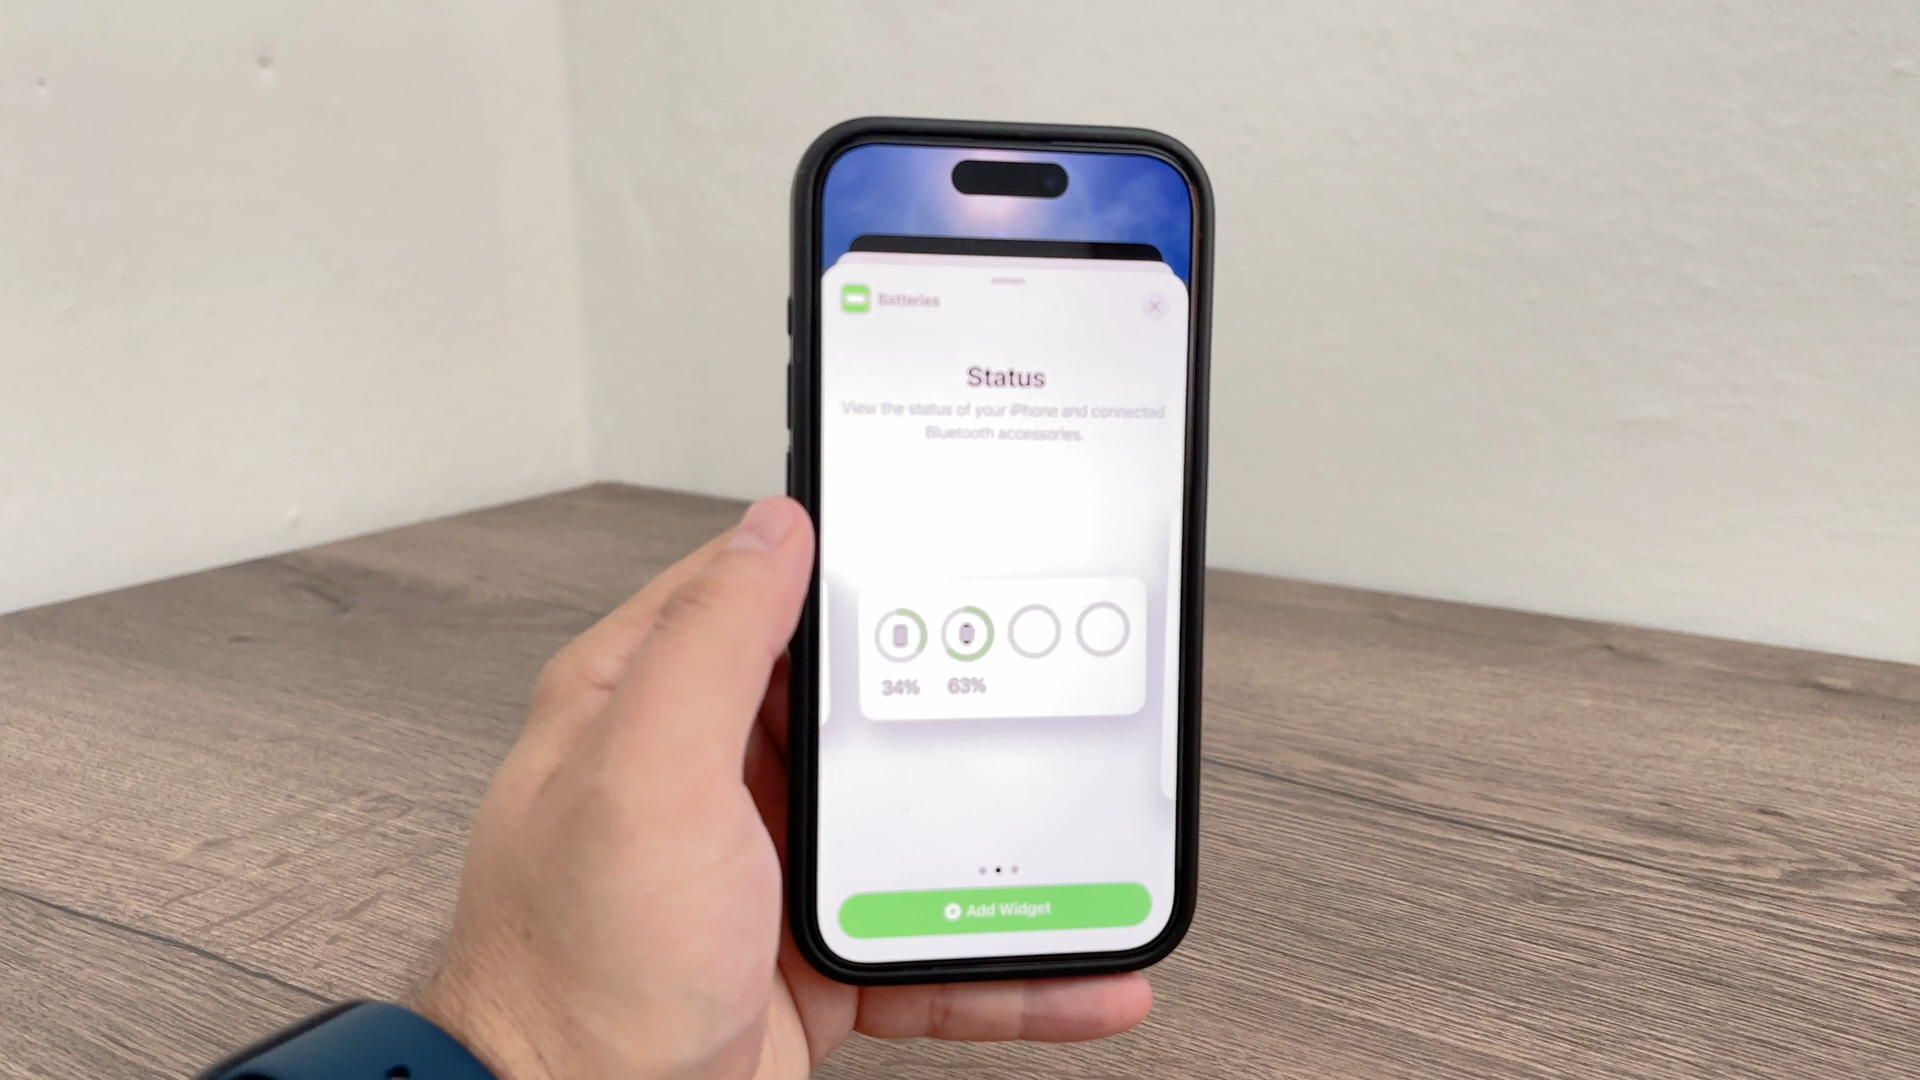 Batteries
Status
View the status of your iPhone and connected
Bluetooth accessories.
34% 63%
Add Widget